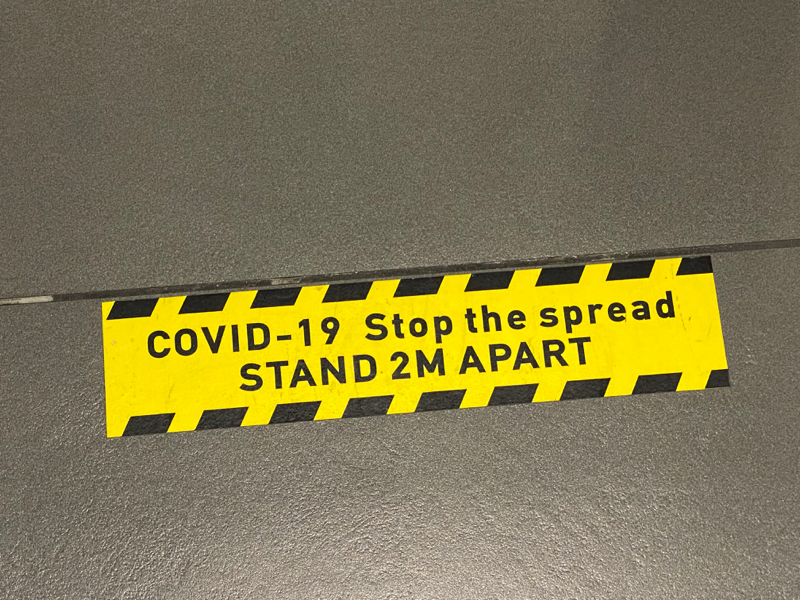 COVID-19 Stop the spread
STAND 2M APART